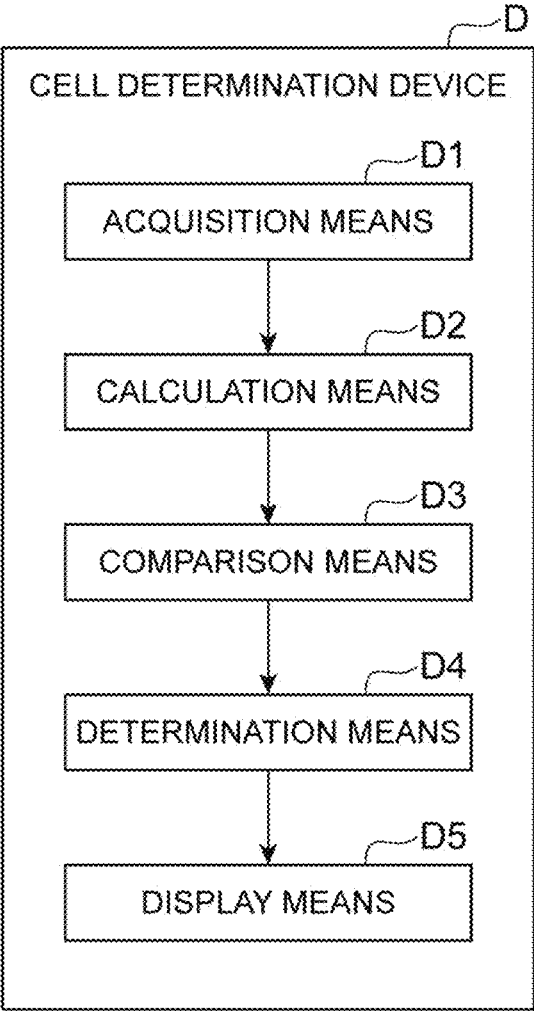 D
CELL DETERMINATION DEVICE
D1
ACQUISITION MEANS
D2
CALCULATION MEANS
D3
COMPARISON MEANS
D4
DETERMINATION MEANS
D5
DISPLAY MEANS